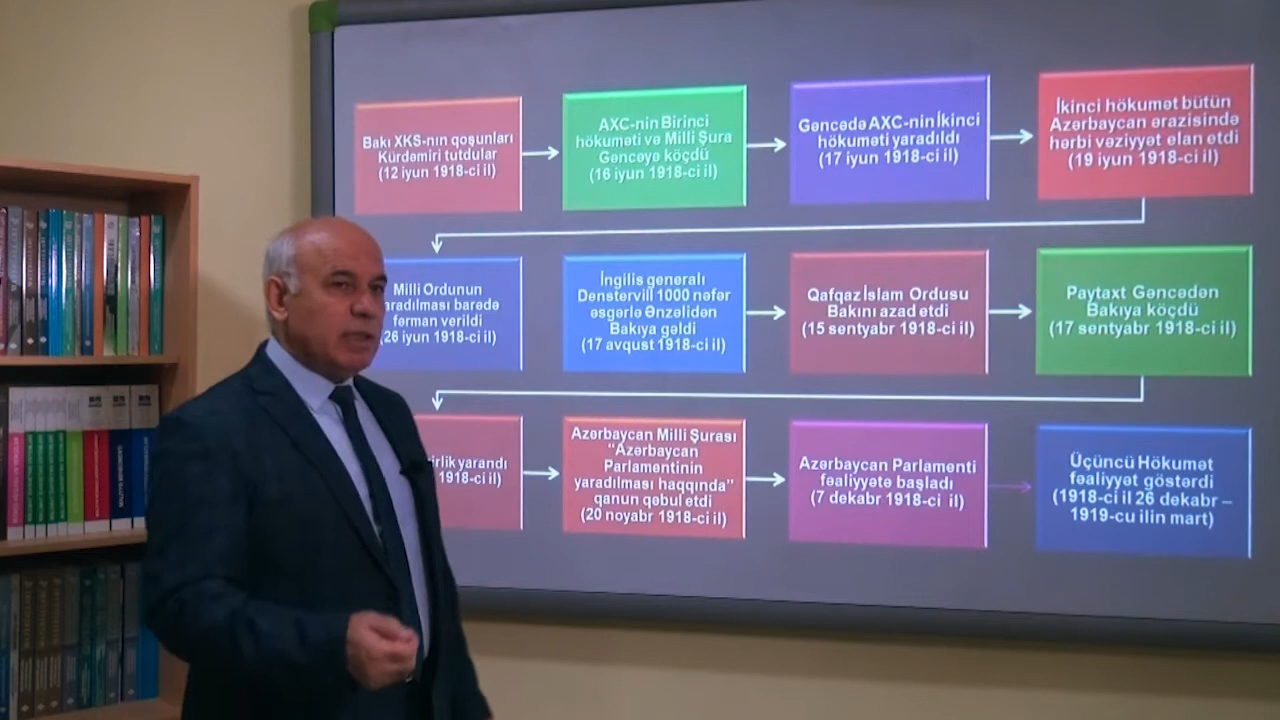 Bakı XKS-nın qoşunları
Kürdəmiri tutdular
(12 iyun 1918-ci il)
AXC-nin Birinci
hökuməti və Milli Şura
Gəncəyə köçdü
(16 iyun 1918-ci il)
Gəncədə AXC-nin İkinci
hökuməti yaradıldı
(17 iyun 1918-ci il)
İkinci hökumət bütün
Azərbaycan ərazisində
hərbi vəziyyət elan etdi
(19 iyun 1918-ci il)
Milli Ordunun
aradılması barədə
fərman verildi
(26 iyun 1918-ci il)
İngilis generalı
Denstervill 1000 nəfər
əsgərlə Ənzəlidən
Bakıya gəldi
(17 avqust 1918-ci il)
Qafqaz İslam Ordusu
Bakını azad etdi
(15 sentyabr 1918-ci il)
Paytaxt Gəncədən
Bakıya köçdü
(17 sentyabr 1918-ci il)
irlik yarandı
1918-ci il)
Azərbaycan Milli Şurası
“Azərbaycan
Parlamentinin
yaradılması haqqında”
qanun qəbul etdi
(20 noyabr 1918-ci il)
Azərbaycan Parlamenti
fəaliyyətə başladı
(7 dekabr 1918-ci il)
Üçüncü Hökumət
fəaliyyət göstərdi
(1918-ci il 26 dekabr –
1919-cu ilin mart)